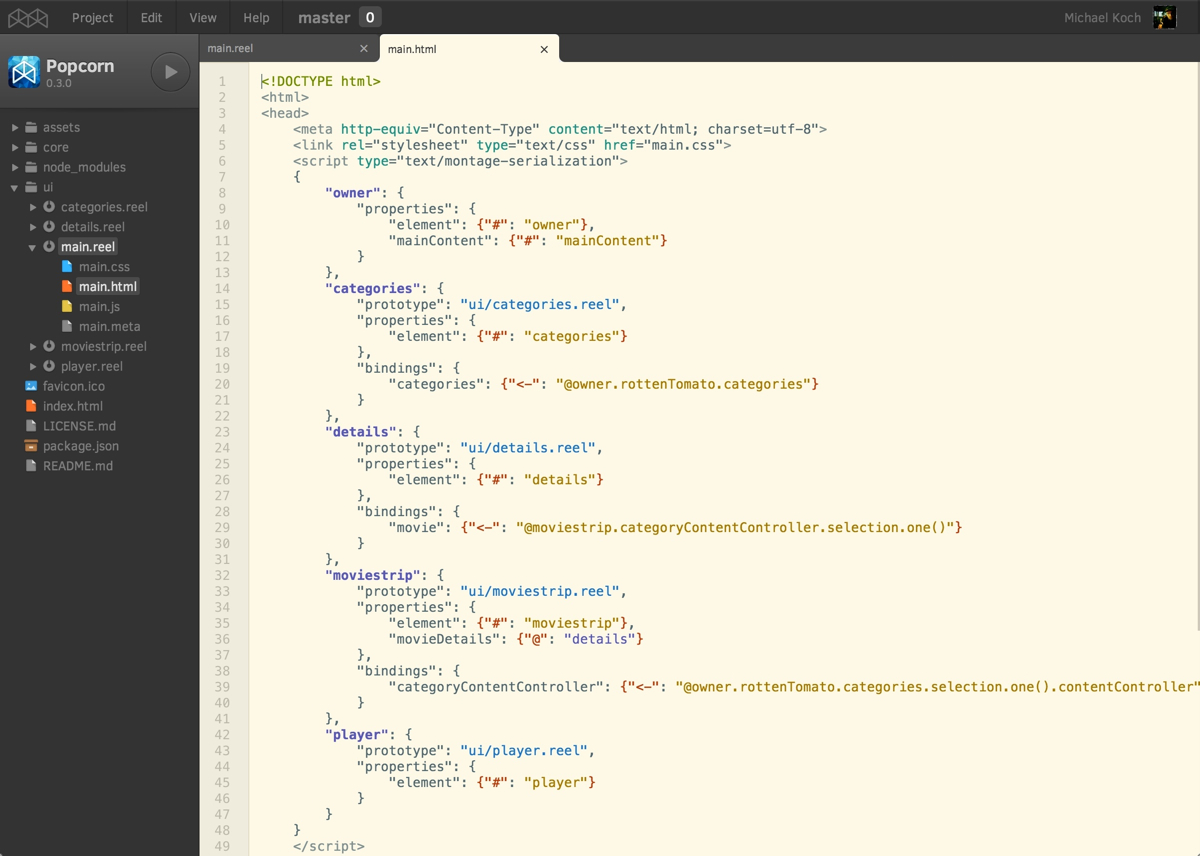 Project Edit View Help master 0 Michael Koch
Popcorn
0.3.0
assets
core
node_modules
ui
categories.reel
details.reel
main.reel
main.css
main.html
main.js
main.meta
moviestrip.reel
player.reel
favicon.ico
index.html
LICENSE.md
package.json
README.md
main.reel × main.html ×
1 <!DOCTYPE html>
2 <html>
3 <head>
4     <meta http-equiv="Content-Type" content="text/html; charset=utf-8">
5     <link rel="stylesheet" type="text/css" href="main.css">
6     <script type="text/montage-serialization">
7     {
8         "owner": {
9             "properties": {
10                 "element": {"#": "owner"},
11                 "mainContent": {"#": "mainContent"}
12             }
13         },
14         "categories": {
15             "prototype": "ui/categories.reel",
16             "properties": {
17                 "element": {"#": "categories"}
18             },
19             "bindings": {
20                 "categories": {"<-": "@owner.rottenTomato.categories"}
21             }
22         },
23         "details": {
24             "prototype": "ui/details.reel",
25             "properties": {
26                 "element": {"#": "details"}
27             },
28             "bindings": {
29                 "movie": {"<-": "@moviestrip.categoryContentController.selection.one()"}
30             }
31         },
32         "moviestrip": {
33             "prototype": "ui/moviestrip.reel",
34             "properties": {
35                 "element": {"#": "moviestrip"},
36                 "movieDetails": {"@": "details"}
37             },
38             "bindings": {
39                 "categoryContentController": {"<-": "@owner.rottenTomato.categories.selection.one().contentController"
40             }
41         },
42         "player": {
43             "prototype": "ui/player.reel",
44             "properties": {
45                 "element": {"#": "player"}
46             }
47         }
48     }
49     </script>